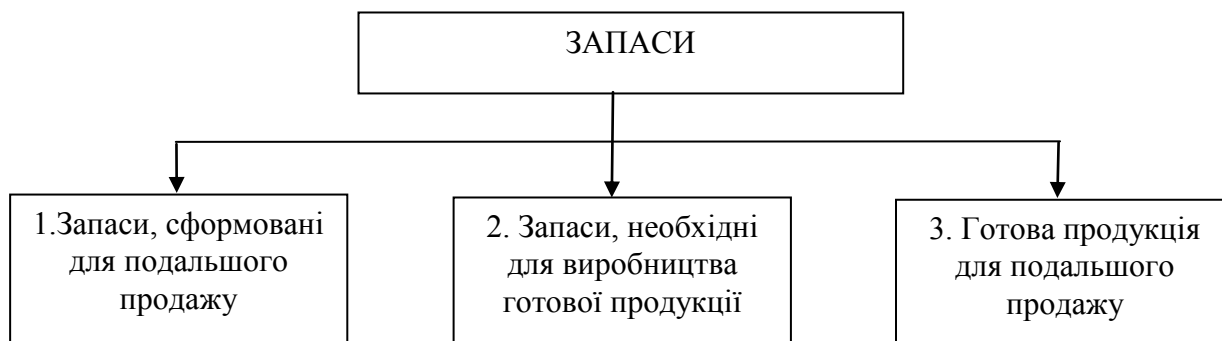 ЗАПАСИ
1.Запаси, сформовані
для подальшого
продажу
2. Запаси, необхідні
для виробництва
готової продукції
3. Готова продукція
для подальшого
продажу